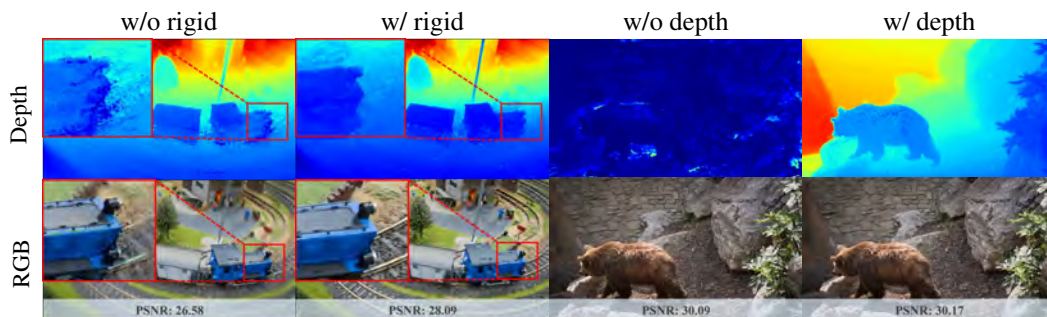 w/o rigid w/ rigid w/o depth w/ depth
Depth
RGB
PSNR: 26.58 PSNR: 28.09 PSNR: 30.09 PSNR: 30.17